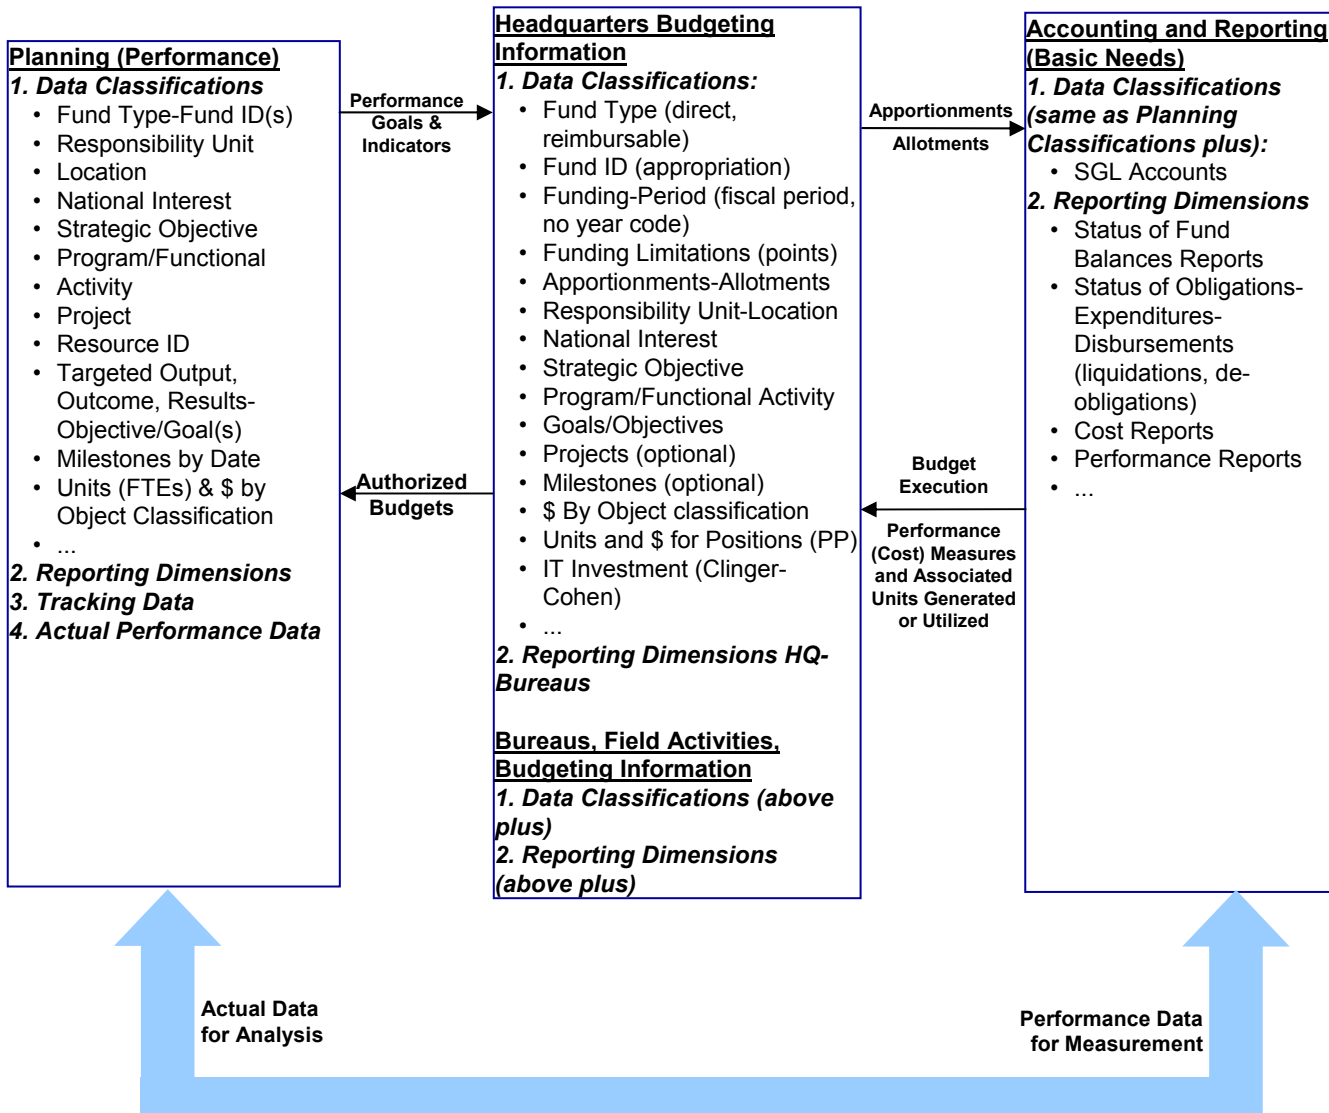 Planning (Performance)
1. Data Classifications
• Fund Type-Fund ID(s)
• Responsibility Unit
• Location
• National Interest
• Strategic Objective
• Program/Functional
• Activity
• Project
• Resource ID
• Targeted Output,
Outcome, Results-
Objective/Goal(s)
• Milestones by Date
• Units (FTEs) & $ by
Object Classification
• ...
2. Reporting Dimensions
3. Tracking Data
4. Actual Performance Data
Performance
Goals &
Indicators
Authorized
Budgets
Headquarters Budgeting
Information
1. Data Classifications:
• Fund Type (direct,
reimbursable)
• Fund ID (appropriation)
• Funding-Period (fiscal period,
no year code)
• Funding Limitations (points)
• Apportionments-Allotments
• Responsibility Unit-Location
• National Interest
• Strategic Objective
• Program/Functional Activity
• Goals/Objectives
• Projects (optional)
• Milestones (optional)
• $ By Object classification
• Units and $ for Positions (PP)
• IT Investment (Clinger-
Cohen)
• ...
2. Reporting Dimensions HQ-
Bureaus
Bureaus, Field Activities,
Budgeting Information
1. Data Classifications (above
plus)
2. Reporting Dimensions
(above plus)
Apportionments
Allotments
Budget
Execution
Performance
(Cost) Measures
and Associated
Units Generated
or Utilized
Accounting and Reporting
(Basic Needs)
1. Data Classifications
(same as Planning
Classifications plus):
• SGL Accounts
2. Reporting Dimensions
• Status of Fund
Balances Reports
• Status of Obligations-
Expenditures-
Disbursements
(liquidations, de-
obligations)
• Cost Reports
• Performance Reports
• ...
Actual Data
for Analysis
Performance Data
for Measurement